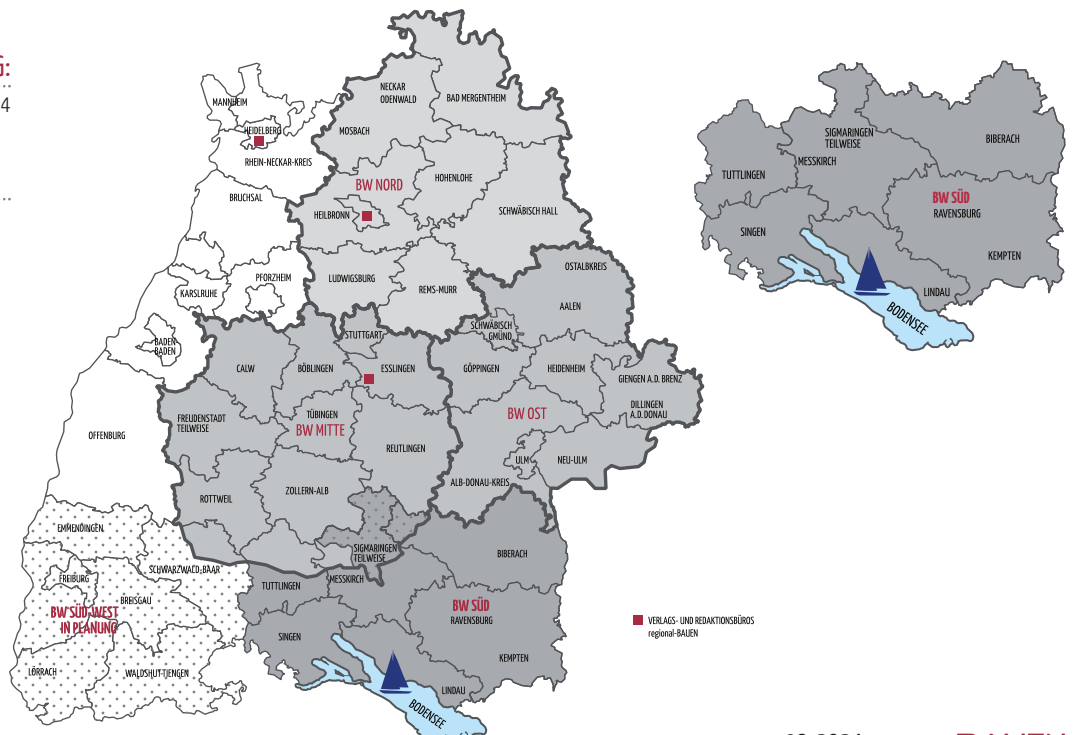 G:
4
MANNHEIM
HEIDELBERG
RHEIN-NECKAR-KREIS
BRUCHSAL
KARLSRUHE
PFORZHEIM
BADEN-
BADEN
OFFENBURG
NECKAR
ODENWALD
BAD MERGENTHEIM
MOSBACH
BW NORD
HOHENLOHE
HEILBRONN
SCHWÄBISCH HALL
LUDWIGSBURG
REMS-MURR
OSTALBKREIS
AALEN
SCHWÄBISCH
GMÜND
STUTTGART
CALW
BÖBLINGEN
ESSLINGEN
GÖPPINGEN
HEIDENHEIM
GIENGEN A.D. BRENZ
DILLINGEN
A.D. DONAU
FREUDENSTADT
TEILWEISE
TÜBINGEN
BW MITTE
BW OST
REUTLINGEN
ULM
NEU-ULM
ALB-DONAU-KREIS
ROTTWEIL
ZOLLERN-ALB
SIGMARINGEN
TEILWEISE
BIBERACH
EMMENDINGEN
FREIBURG
SCHWARZWALD-BAAR
BREISGAU
BW SÜD-WEST
IN PLANUNG
LÖRRACH
WALDSHUT-TIENGEN
TUTTLINGEN
MESSKIRCH
BW SÜD
RAVENSBURG
SINGEN
KEMPTEN
LINDAU
BODENSEE
SIGMARINGEN
TEILWEISE
BIBERACH
MESSKIRCH
TUTTLINGEN
BW SÜD
RAVENSBURG
SINGEN
KEMPTEN
LINDAU
BODENSEE
VERLAGS- UND REDAKTIONSBÜROS
regional-BAUEN